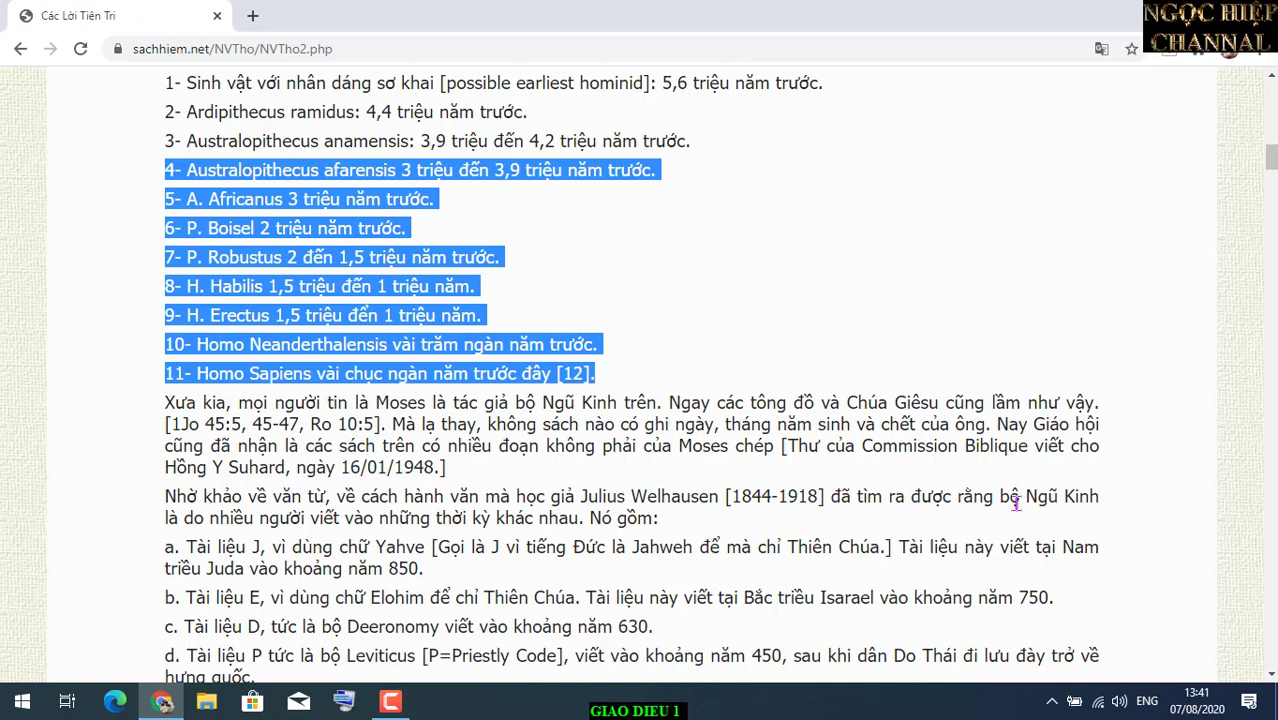 Các Lời Tiên Tri
NGỌC HIỆP
CHANNAL
sachhiem.net/NVTho/NVTho2.php
1- Sinh vật với nhân dáng sơ khai [possible earliest hominid]: 5,6 triệu năm trước.
2- Ardipithecus ramidus: 4,4 triệu năm trước.
3- Australopithecus anamensis: 3,9 triệu đến 4,2 triệu năm trước.
4- Australopithecus afarensis 3 triệu đến 3,9 triệu năm trước.
5- A. Africanus 3 triệu năm trước.
6- P. Boisel 2 triệu năm trước.
7- P. Robustus 2 đến 1,5 triệu năm trước.
8- H. Habilis 1,5 triệu đến 1 triệu năm.
9- H. Erectus 1,5 triệu đển 1 triệu năm.
10- Homo Neanderthalensis vài trăm ngàn năm trước.
11- Homo Sapiens vài chục ngàn năm trước đây [12].
Xưa kia, mọi người tin là Moses là tác giả bộ Ngũ Kinh trên. Ngay các tông đồ và Chúa Giêsu cũng lầm như vậy.
[1Jo 45:5, 45-47, Ro 10:5]. Mà lạ thay, không sách nào có ghi ngày, tháng năm sinh và chết của ông. Nay Giáo hội
cũng đã nhận là các sách trên có nhiều đoạn không phải của Moses chép [Thư của Commission Biblique viết cho
Hồng Y Suhard, ngày 16/01/1948.]
Nhờ khảo về văn từ, về cách hành văn mà học giả Julius Welhausen [1844-1918] đã tìm ra được rằng bộ Ngũ Kinh
là do nhiều người viết vào những thời kỳ khác nhau. Nó gồm:
a. Tài liệu J, vì dùng chữ Yahve [Gọi là J vì tiếng Đức là Jahweh để mà chỉ Thiên Chúa.] Tài liệu này viết tại Nam
triều Juda vào khoảng năm 850.
b. Tài liệu E, vì dùng chữ Elohim để chỉ Thiên Chúa. Tài liệu này viết tại Bắc triều Isarael vào khoảng năm 750.
c. Tài liệu D, tức là bộ Deeronomy viết vào khoảng năm 630.
d. Tài liệu P tức là bộ Leviticus [P=Priestly Code], viết vào khoảng năm 450, sau khi dân Do Thái đi lưu đày trở về
hưng quốc.
ENG
13:41
07/08/2020
GIAO DIEU 1